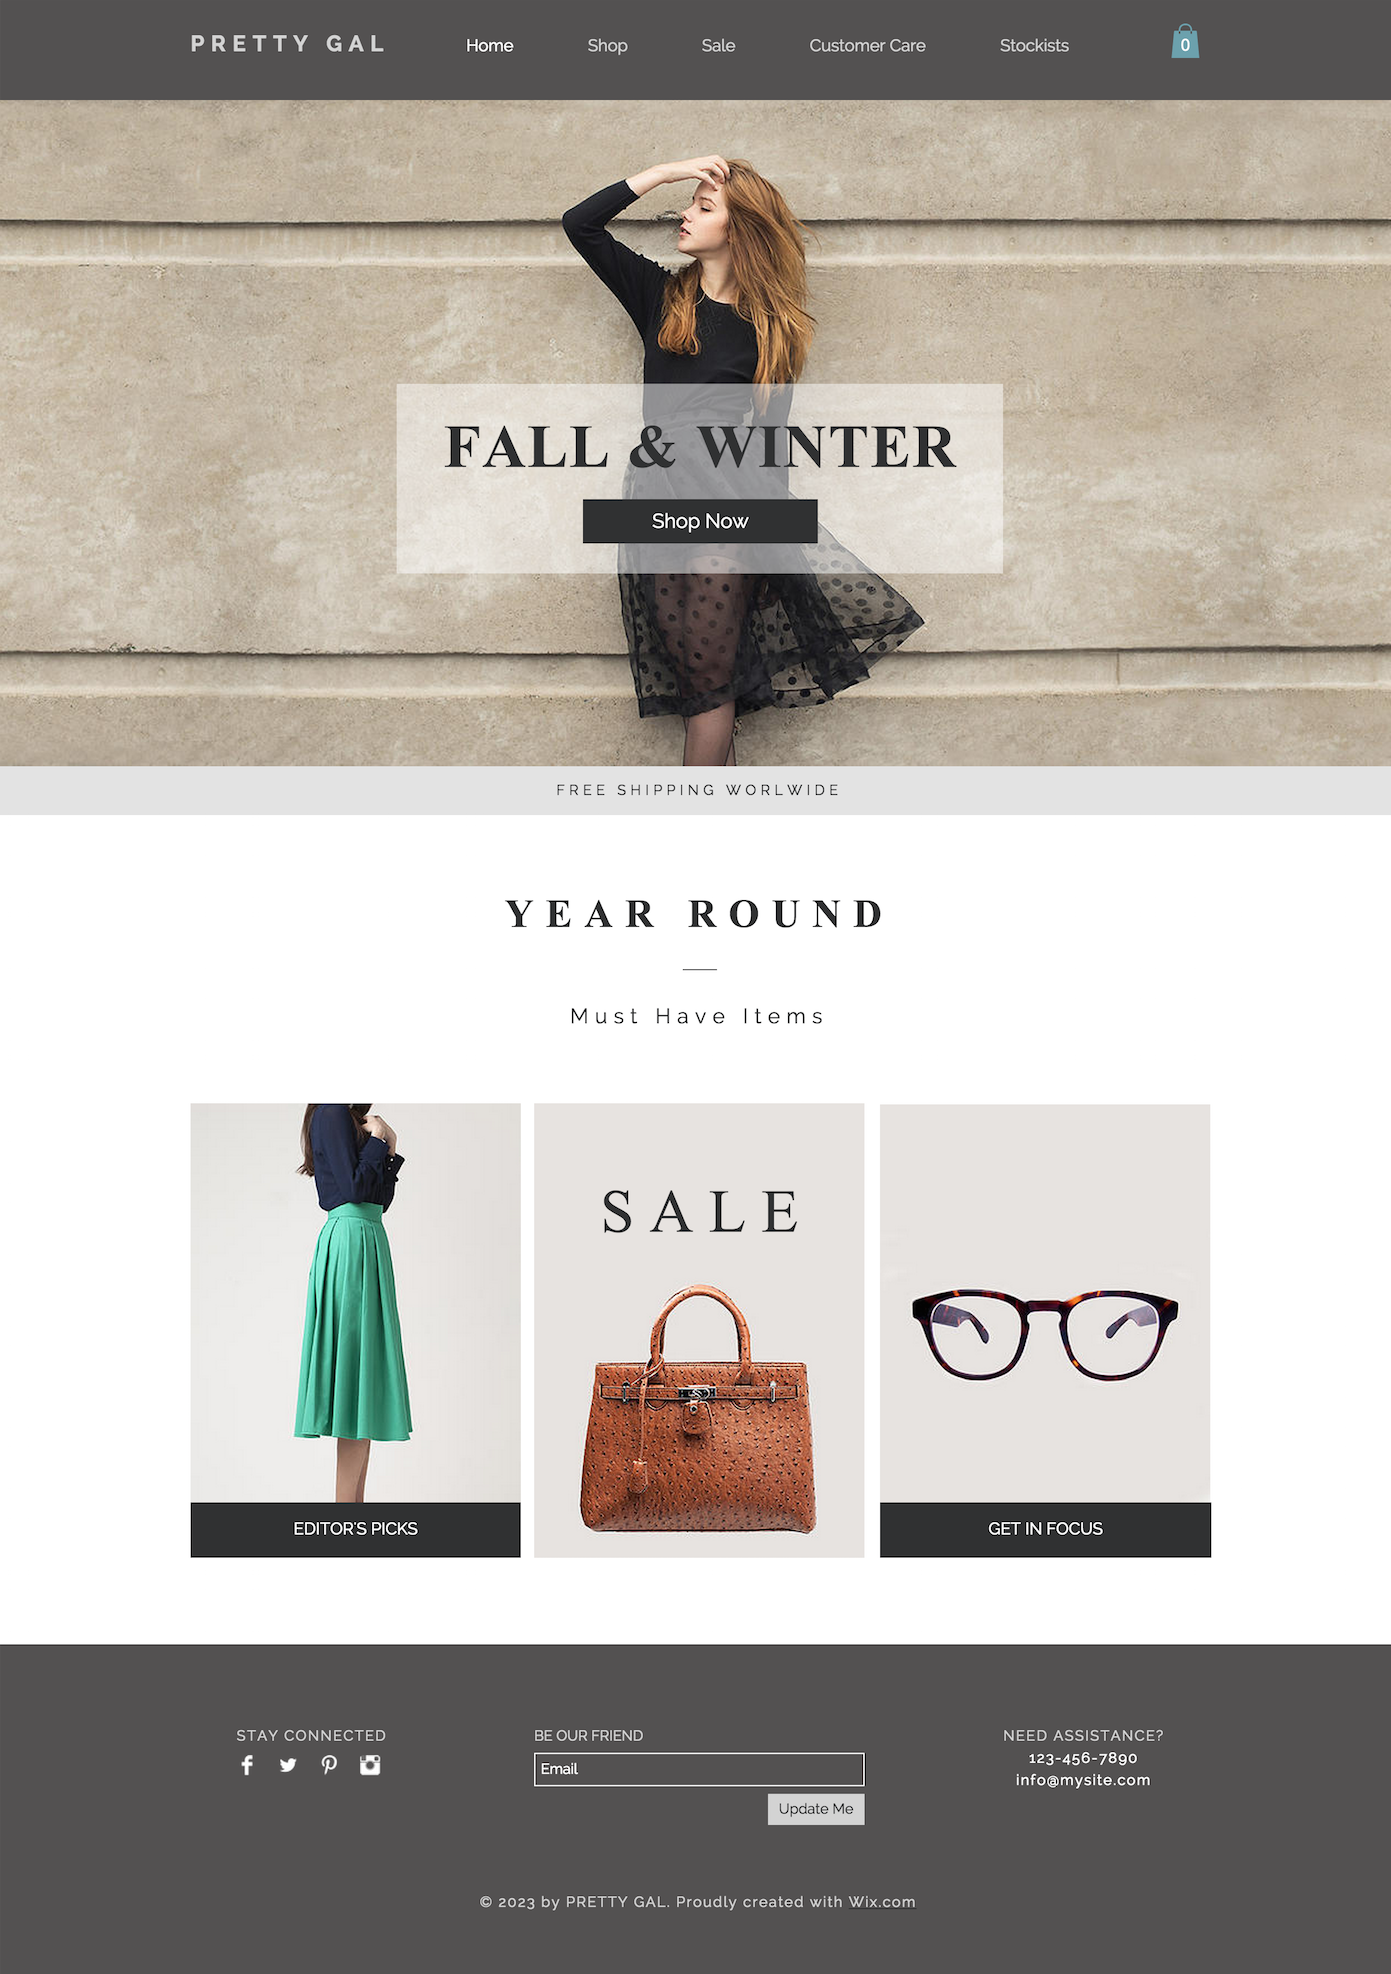 PRETTY GAL
Home
Shop
Sale
Customer Care
Stockists
0
FALL & WINTER
Shop Now
FREE SHIPPING WORLWIDE
YEAR ROUND
Must Have Items
SALE
EDITOR'S PICKS
GET IN FOCUS
STAY CONNECTED
BE OUR FRIEND
Email
Update Me
NEED ASSISTANCE?
123-456-7890
info@mysite.com
© 2023 by PRETTY GAL. Proudly created with Wix.com